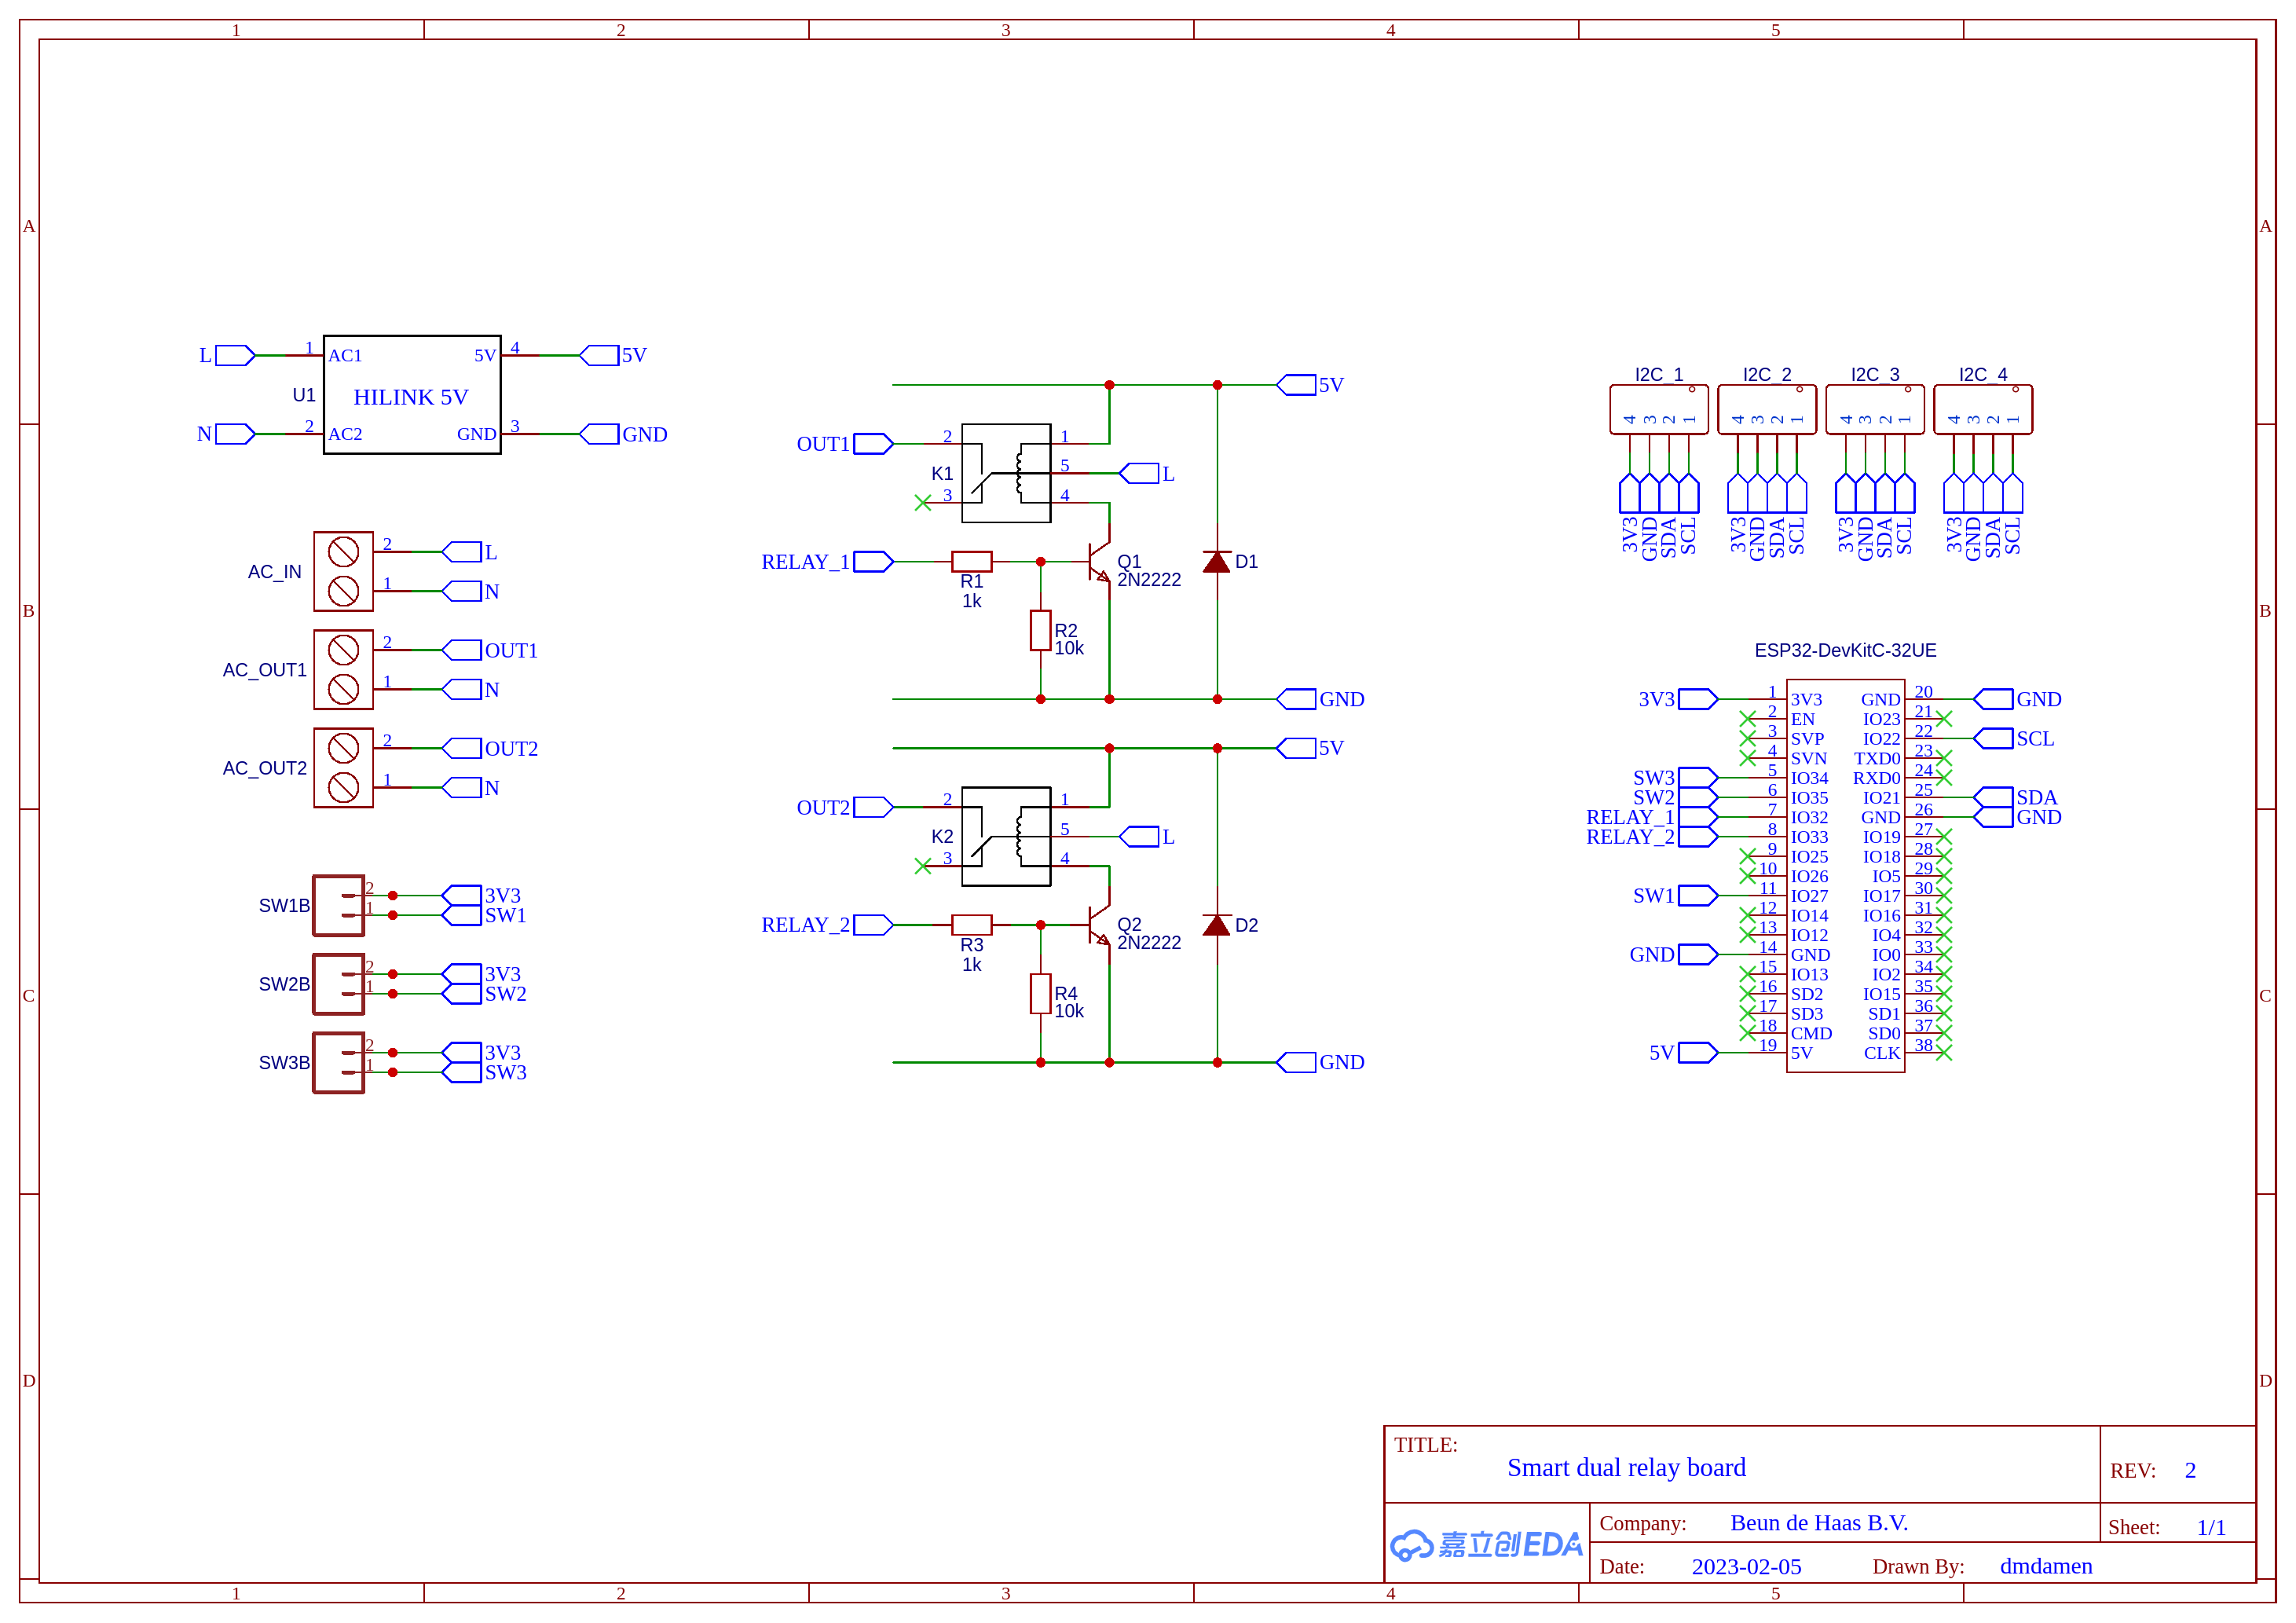 1 2 3 4 5
A
B
C
D
A
B
C
D
L 1 AC1 5V 4 5V
U1 HILINK 5V
N 2 AC2 GND 3 GND
AC_IN
2 L
1 N
AC_OUT1
2 OUT1
1 N
AC_OUT2
2 OUT2
1 N
SW1B
2 3V3
1 SW1
SW2B
2 3V3
1 SW2
SW3B
2 3V3
1 SW3
5V
OUT1 2 1
K1 5 L
3 4
RELAY_1
R1
1k
Q1
2N2222
D1
R2
10k
GND
5V
OUT2 2 1
K2 5 L
3 4
RELAY_2
R3
1k
Q2
2N2222
D2
R4
10k
GND
I2C_1 I2C_2 I2C_3 I2C_4
4 3 2 1 4 3 2 1 4 3 2 1 4 3 2 1
3V3 GND SDA SCL 3V3 GND SDA SCL 3V3 GND SDA SCL 3V3 GND SDA SCL
ESP32-DevKitC-32UE
3V3 1 3V3 GND 20 GND
2 EN IO23 21
3 SVP IO22 22 SCL
4 SVN TXD0 23
SW3 5 IO34 RXD0 24
SW2 6 IO35 IO21 25 SDA
RELAY_1 7 IO32 GND 26 GND
RELAY_2 8 IO33 IO19 27
9 IO25 IO18 28
10 IO26 IO5 29
SW1 11 IO27 IO17 30
12 IO14 IO16 31
13 IO12 IO4 32
GND 14 GND IO0 33
15 IO13 IO2 34
16 SD2 IO15 35
17 SD3 SD1 36
18 CMD SD0 37
5V 19 5V CLK 38
TITLE:
Smart dual relay board
REV: 2
嘉立创EDA
Company: Beun de Haas B.V.
Sheet: 1/1
Date: 2023-02-05 Drawn By: dmdamen
1 2 3 4 5